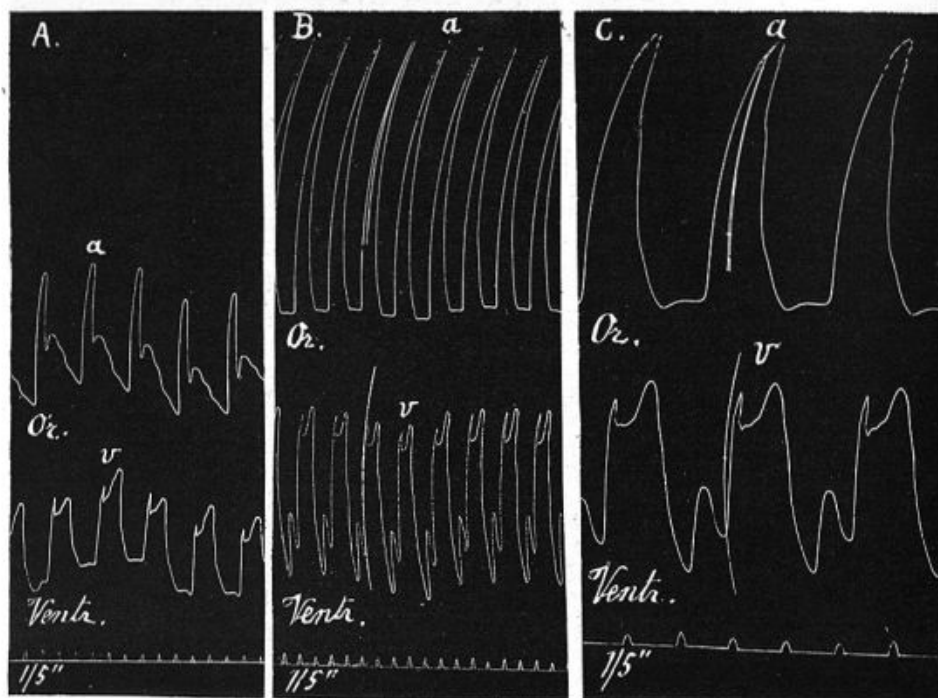 A.
a
Or.
v
Ventr.
1/5"
B.
a
Or.
v
Ventr.
1/5"
C.
a
Or.
v
Ventr.
1/5"